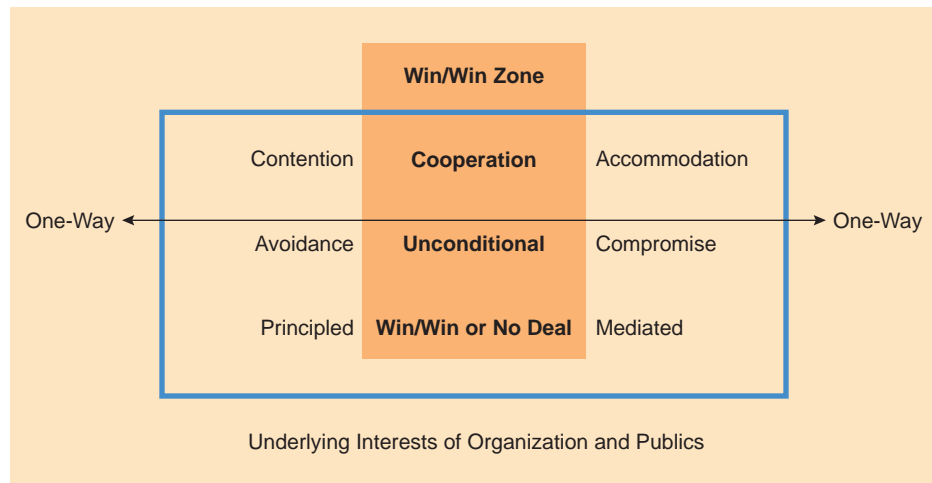 Win/Win Zone
Contention Cooperation Accommodation
One-Way One-Way
Avoidance Unconditional Compromise
Principled Win/Win or No Deal Mediated
Underlying Interests of Organization and Publics